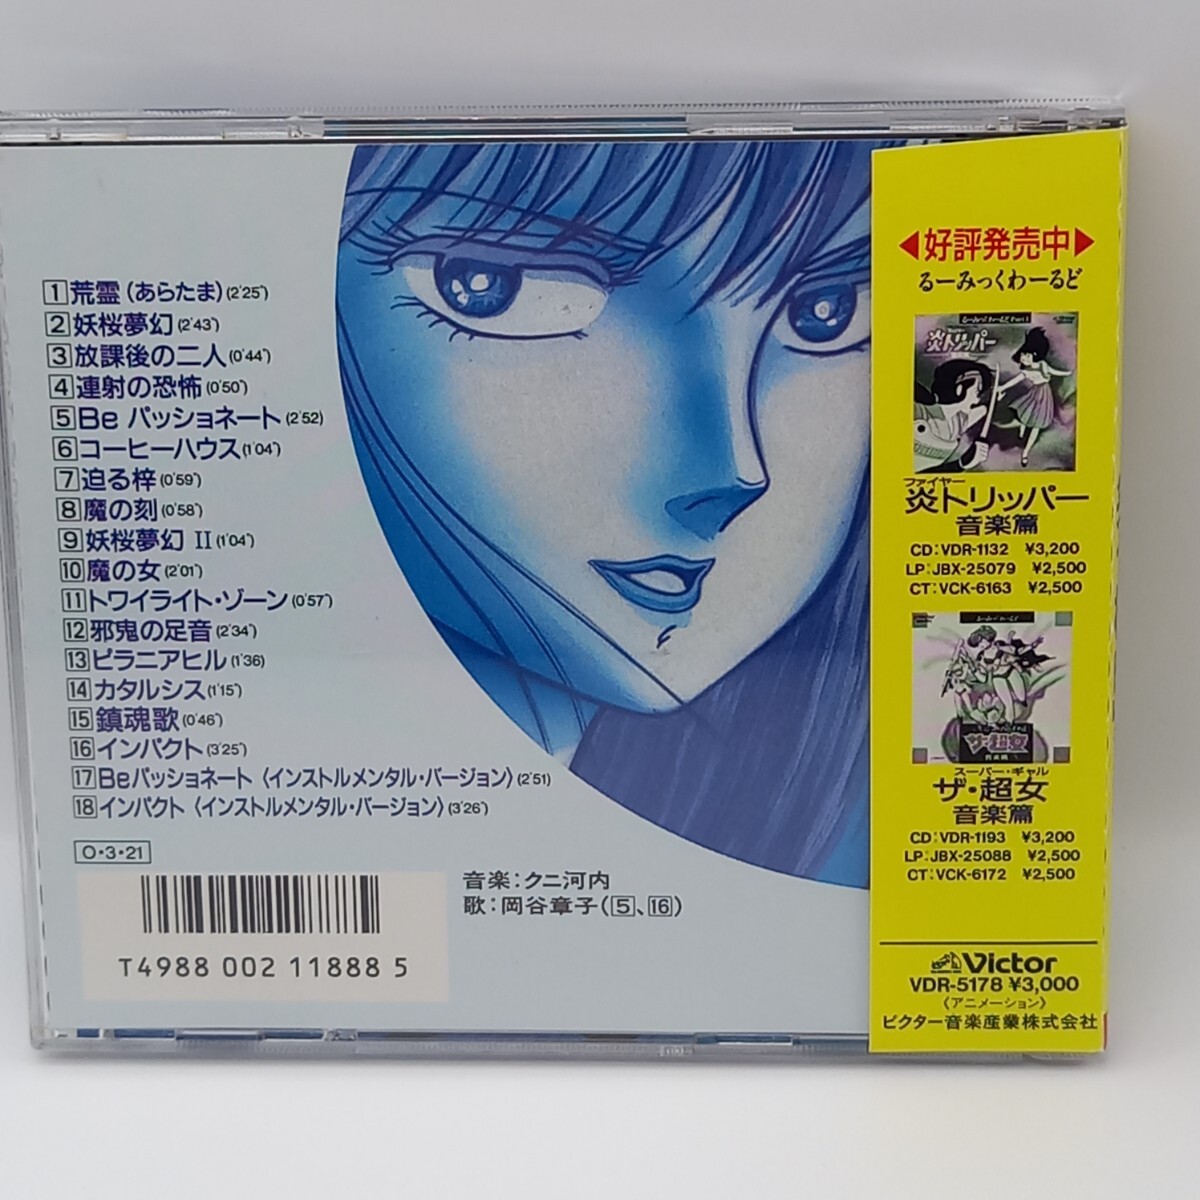 1 荒霊(あらたま)(2'25")
2 妖桜夢幻(2'43")
3 放課後の二人(0'44")
4 連射の恐怖(0'50")
5 Be パッショネート(2'52)
6 コーヒーハウス(1'04")
7 迫る梓(0'59")
8 魔の刻(0'58")
9 妖桜夢幻 II(1'04")
10 魔の女(2'01")
11 トワイライト・ゾーン(0'57")
12 邪鬼の足音(2'34")
13 ピラニアヒル(1'36)
14 カタルシス(1'15")
15 鎮魂歌(0'46")
16 インパクト(3'25")
17 Beパッショネート〈インストルメンタル・バージョン〉(2'51)
18 インパクト〈インストルメンタル・バージョン〉(3'26")
O・3・21
T4988 002 11888 5
音楽:クニ河内
歌:岡谷章子(5、16)
◀好評発売中▶
るーみっくわーるど
炎トリッパー
ファイヤー
炎トリッパー
音楽篇
CD:VDR-1132 ¥3,200
LP:JBX-25079 ¥2,500
CT:VCK-6163 ¥2,500
ザ・超女
スーパー・ギャル
ザ・超女
音楽篇
CD:VDR-1193 ¥3,200
LP:JBX-25088 ¥2,500
CT:VCK-6172 ¥2,500
Victor
VDR-5178 ¥3,000
〈アニメーション〉
ビクター音楽産業株式会社